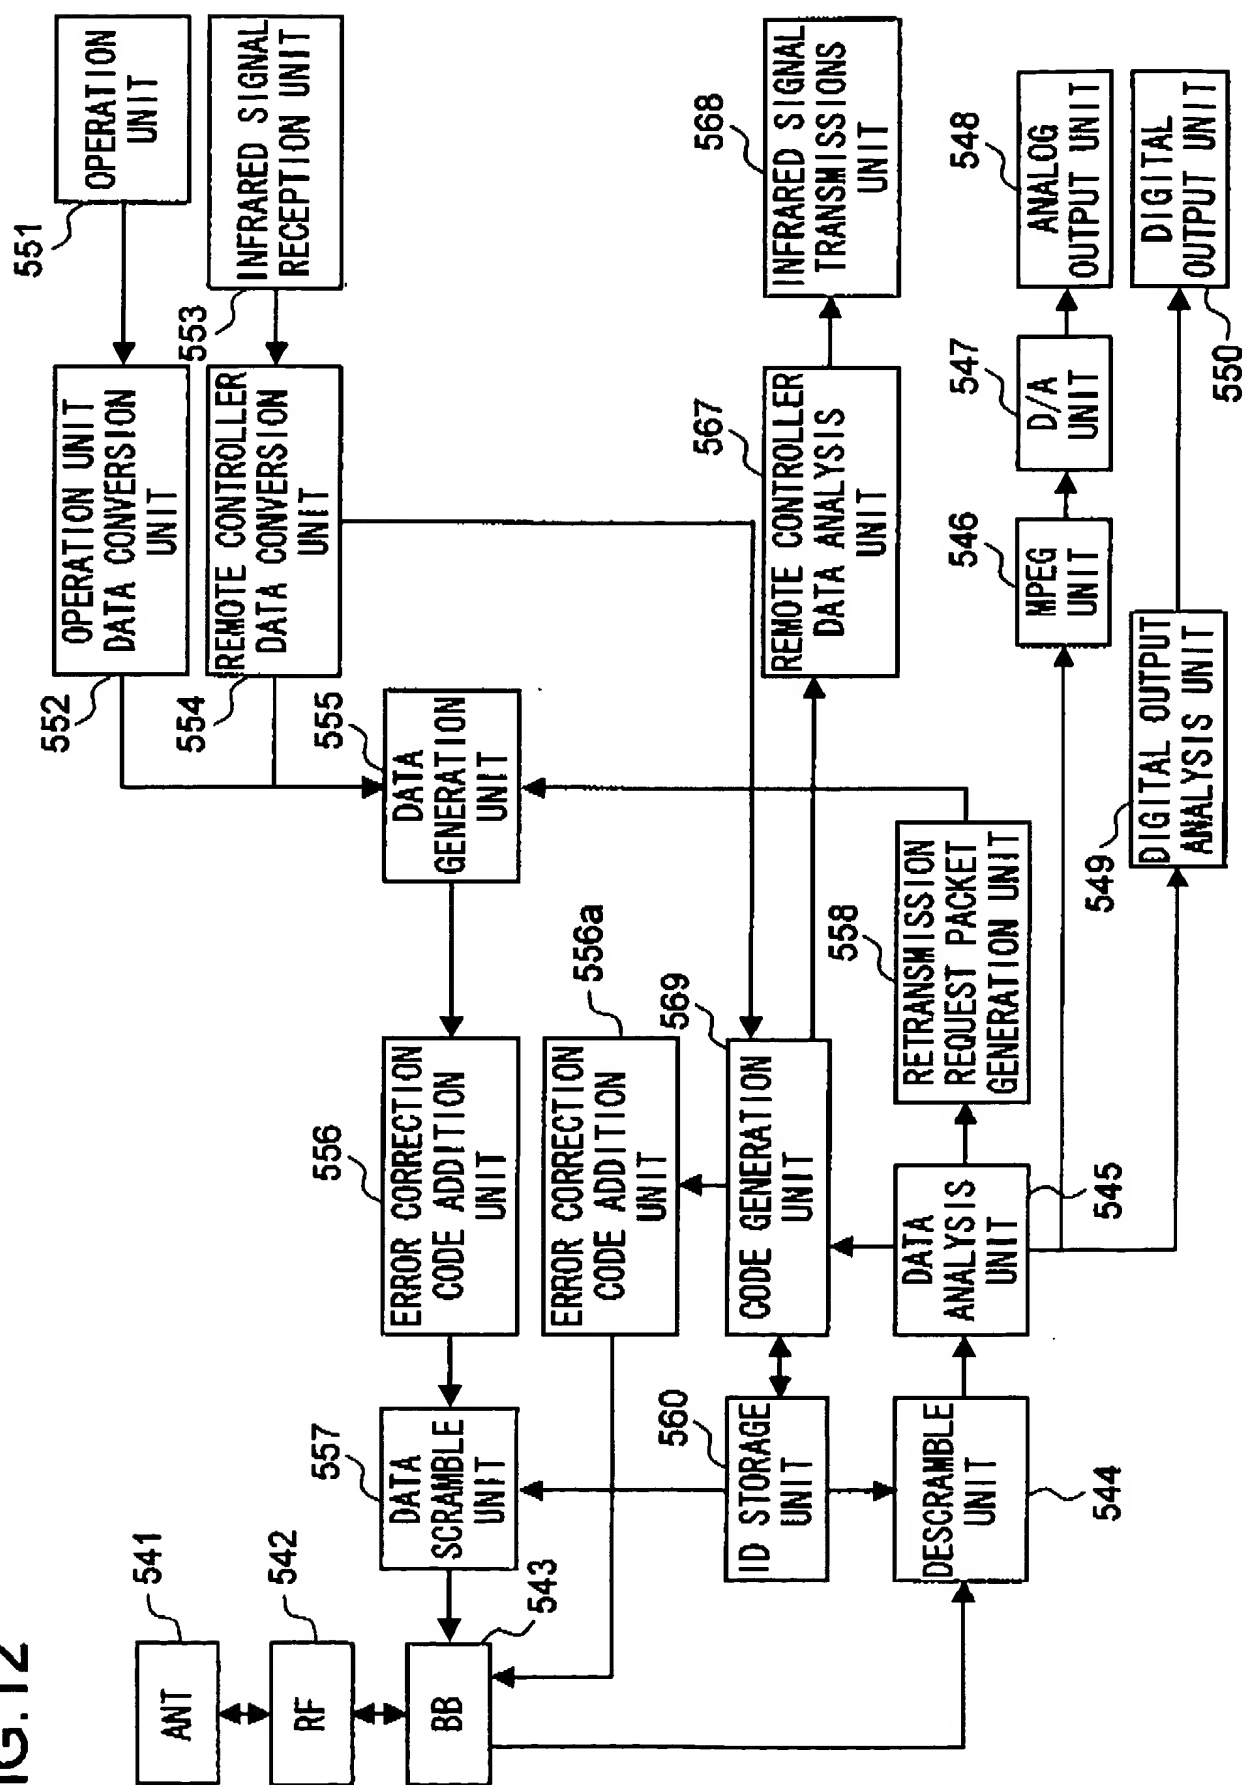 FIG.12
541
ANT
542
RF
543
BB
557
DATA
SCRAMBLE
UNIT
556
ERROR CORRECTION
CODE ADDITION
UNIT
556a
ERROR CORRECTION
CODE ADDITION
UNIT
555
DATA
GENERATION
UNIT
552
OPERATION UNIT
DATA CONVERSION
UNIT
551
OPERATION
UNIT
554
REMOTE CONTROLLER
DATA CONVERSION
UNIT
553
INFRARED SIGNAL
RECEPTION UNIT
560
ID STORAGE
UNIT
569
CODE GENERATION
UNIT
567
REMOTE CONTROLLER
DATA ANALYSIS
UNIT
568
INFRARED SIGNAL
TRANSMISSIONS
UNIT
544
DESCRAMBLE
UNIT
545
DATA
ANALYSIS
UNIT
558
RETRANSMISSION
REQUEST PACKET
GENERATION UNIT
546
MPEG
UNIT
547
D/A
UNIT
548
ANALOG
OUTPUT UNIT
549
DIGITAL OUTPUT
ANALYSIS UNIT
550
DIGITAL
OUTPUT UNIT